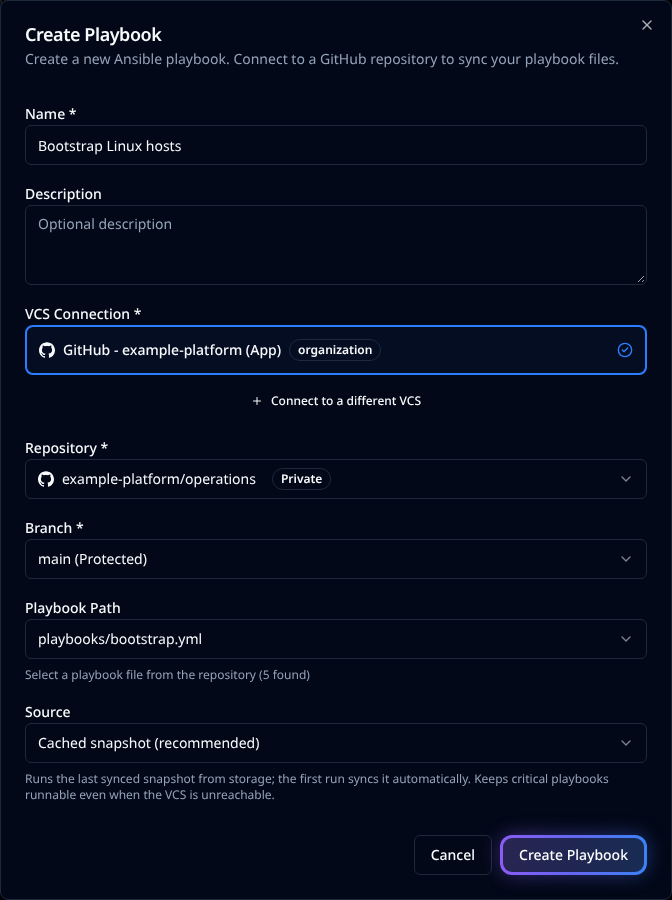 Create Playbook
Create a new Ansible playbook. Connect to a GitHub repository to sync your playbook files.
Name *
Bootstrap Linux hosts
Description
Optional description
VCS Connection *
GitHub - example-platform (App) organization
+ Connect to a different VCS
Repository *
example-platform/operations Private
Branch *
main (Protected)
Playbook Path
playbooks/bootstrap.yml
Select a playbook file from the repository (5 found)
Source
Cached snapshot (recommended)
Runs the last synced snapshot from storage; the first run syncs it automatically. Keeps critical playbooks
runnable even when the VCS is unreachable.
Cancel Create Playbook